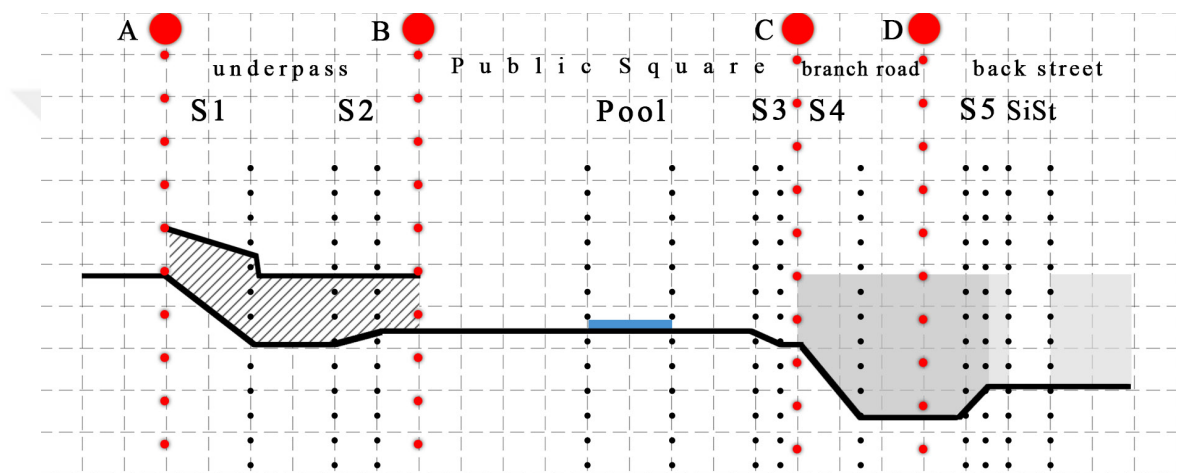 A B C D
underpass Public Square branch road back street
S1 S2 Pool S3 S4 S5 SiSt